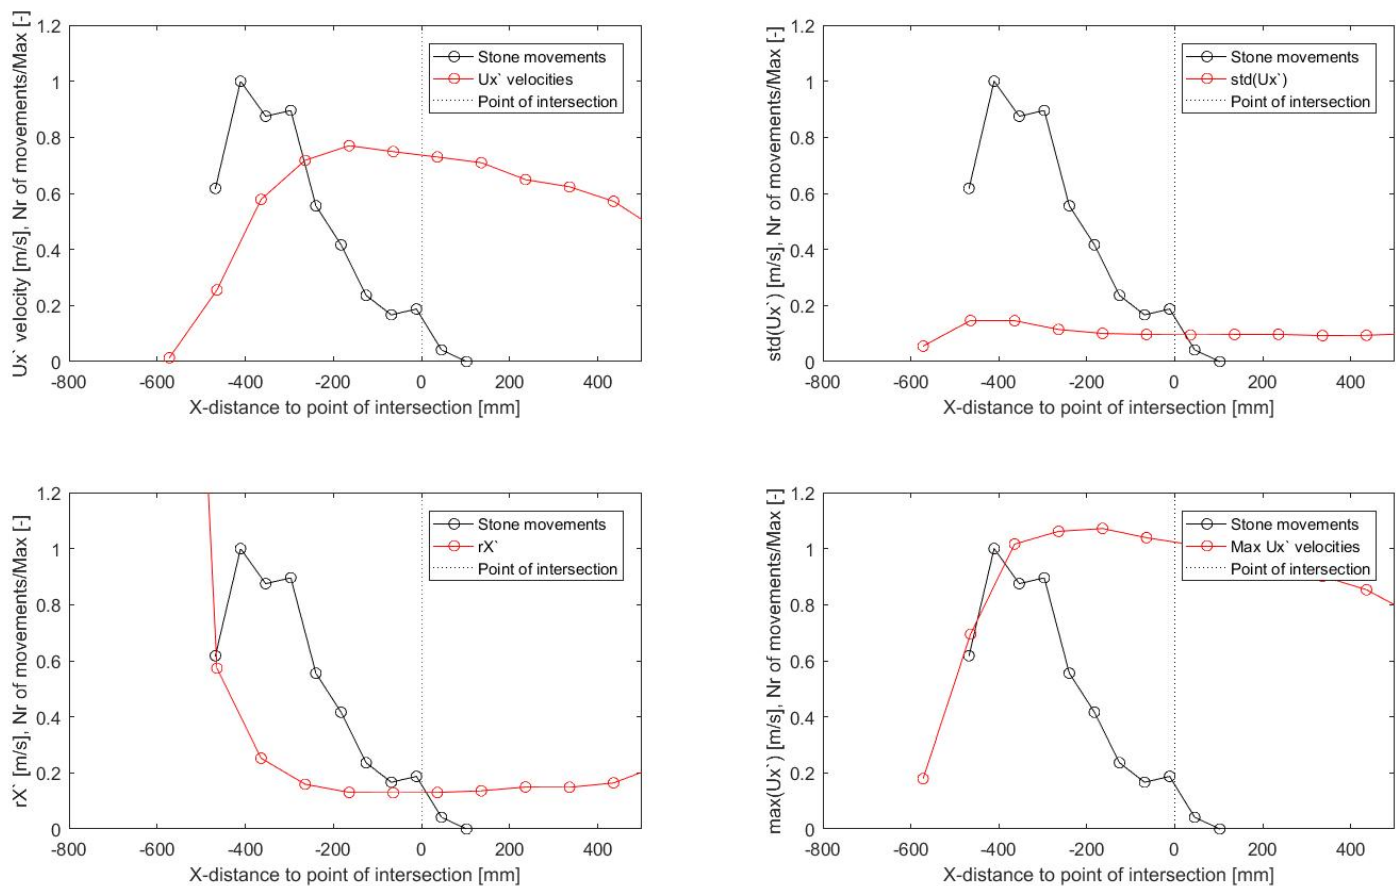 Ux` velocity [m/s], Nr of movements/Max [-]
1.2
1
0.8
0.6
0.4
0.2
0
-800 -600 -400 -200 0 200 400
X-distance to point of intersection [mm]
Stone movements
Ux` velocities
Point of intersection
std(Ux`) [m/s], Nr of movements/Max [-]
1.2
1
0.8
0.6
0.4
0.2
0
-800 -600 -400 -200 0 200 400
X-distance to point of intersection [mm]
Stone movements
std(Ux`)
Point of intersection
rX` [m/s], Nr of movements/Max [-]
1.2
1
0.8
0.6
0.4
0.2
0
-800 -600 -400 -200 0 200 400
X-distance to point of intersection [mm]
Stone movements
rX`
Point of intersection
max(Ux`) [m/s], Nr of movements/Max [-]
1.2
1
0.8
0.6
0.4
0.2
0
-800 -600 -400 -200 0 200 400
X-distance to point of intersection [mm]
Stone movements
Max Ux` velocities
Point of intersection